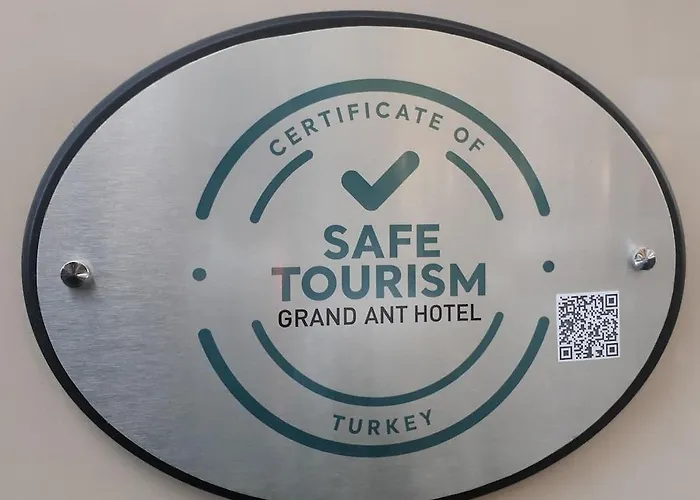 CERTIFICATE OF
SAFE
TOURISM
GRAND ANT HOTEL
TURKEY